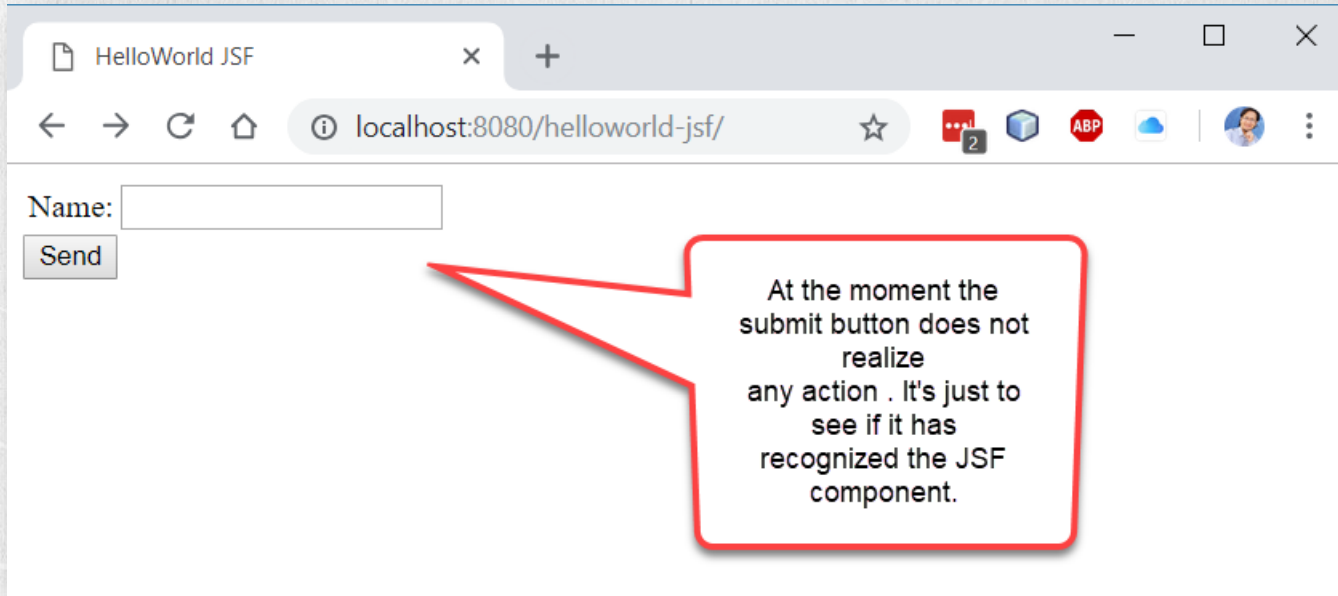 HelloWorld JSF
localhost:8080/helloworld-jsf/
2
ABP
Name:
Send
At the moment the
submit button does not
realize
any action . It's just to
see if it has
recognized the JSF
component.